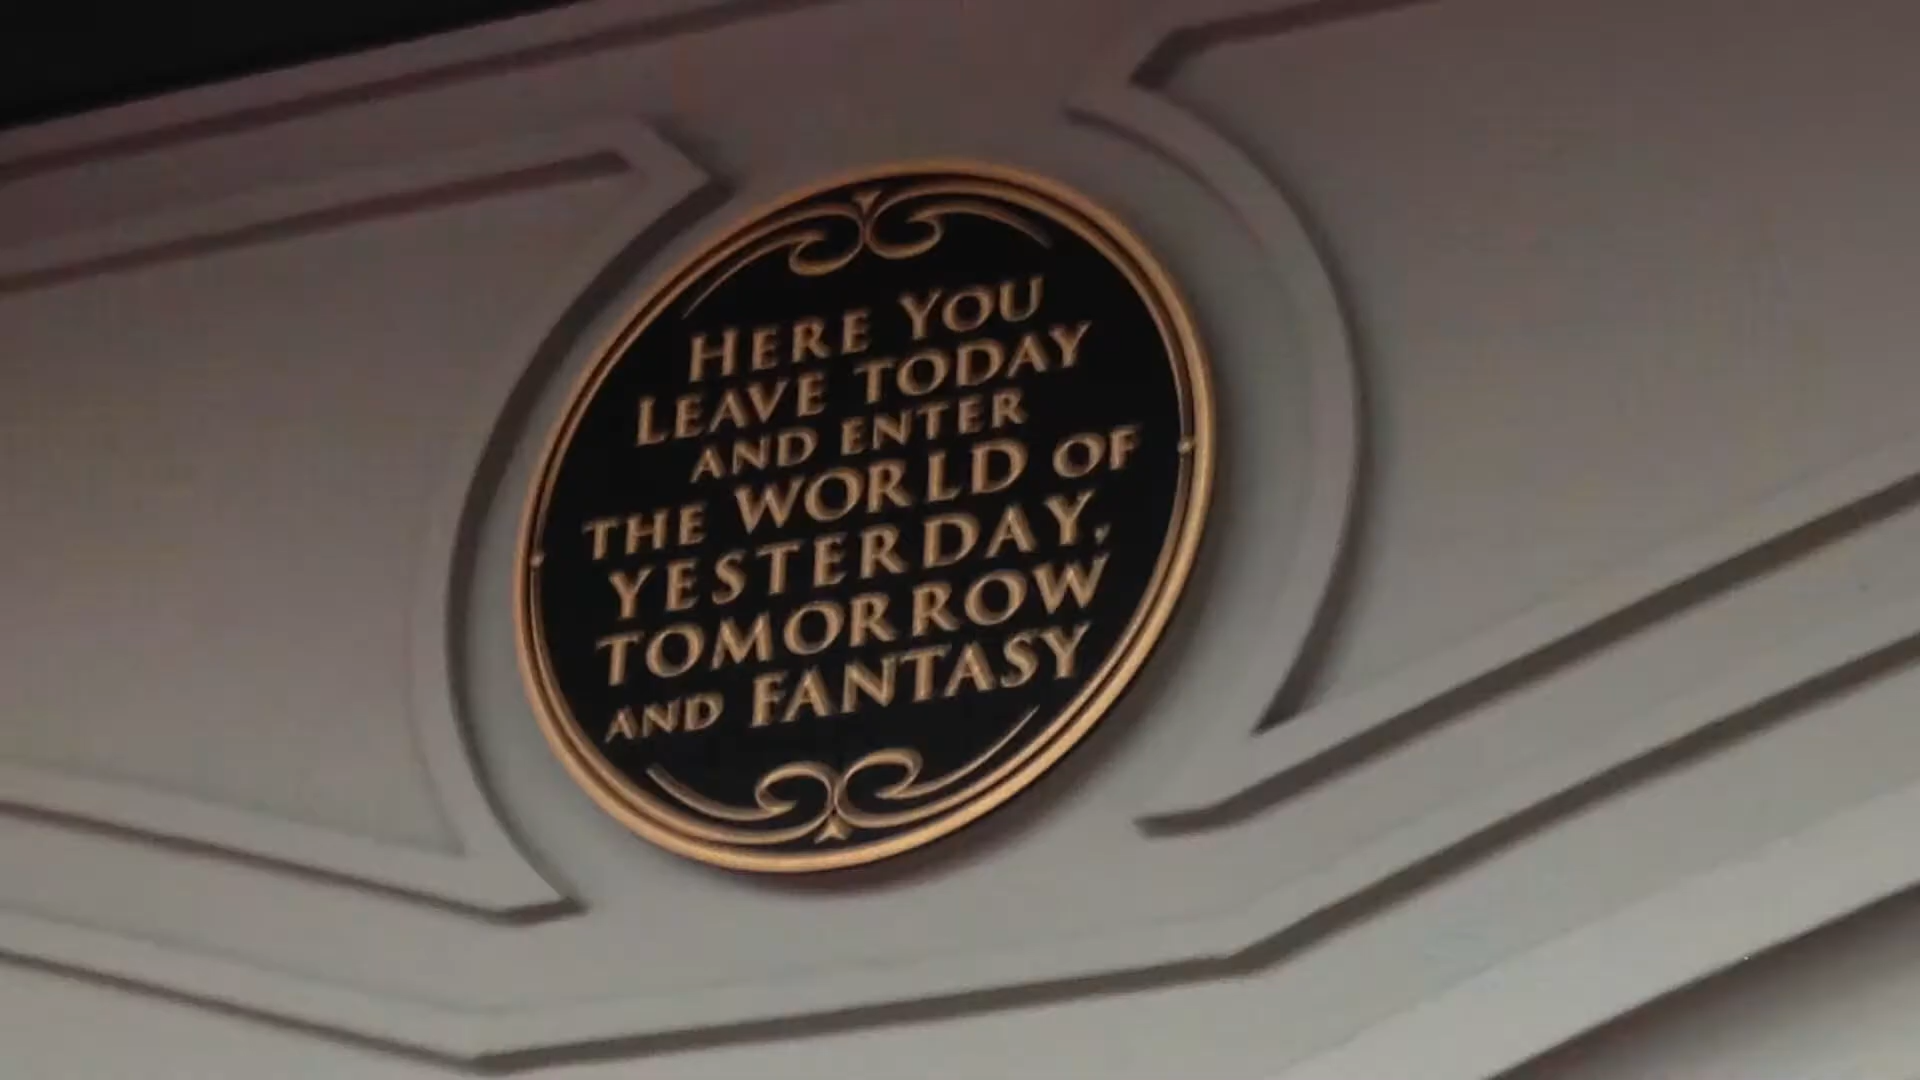 HERE YOU
LEAVE TODAY
AND ENTER
THE WORLD OF
YESTERDAY,
TOMORROW
AND FANTASY